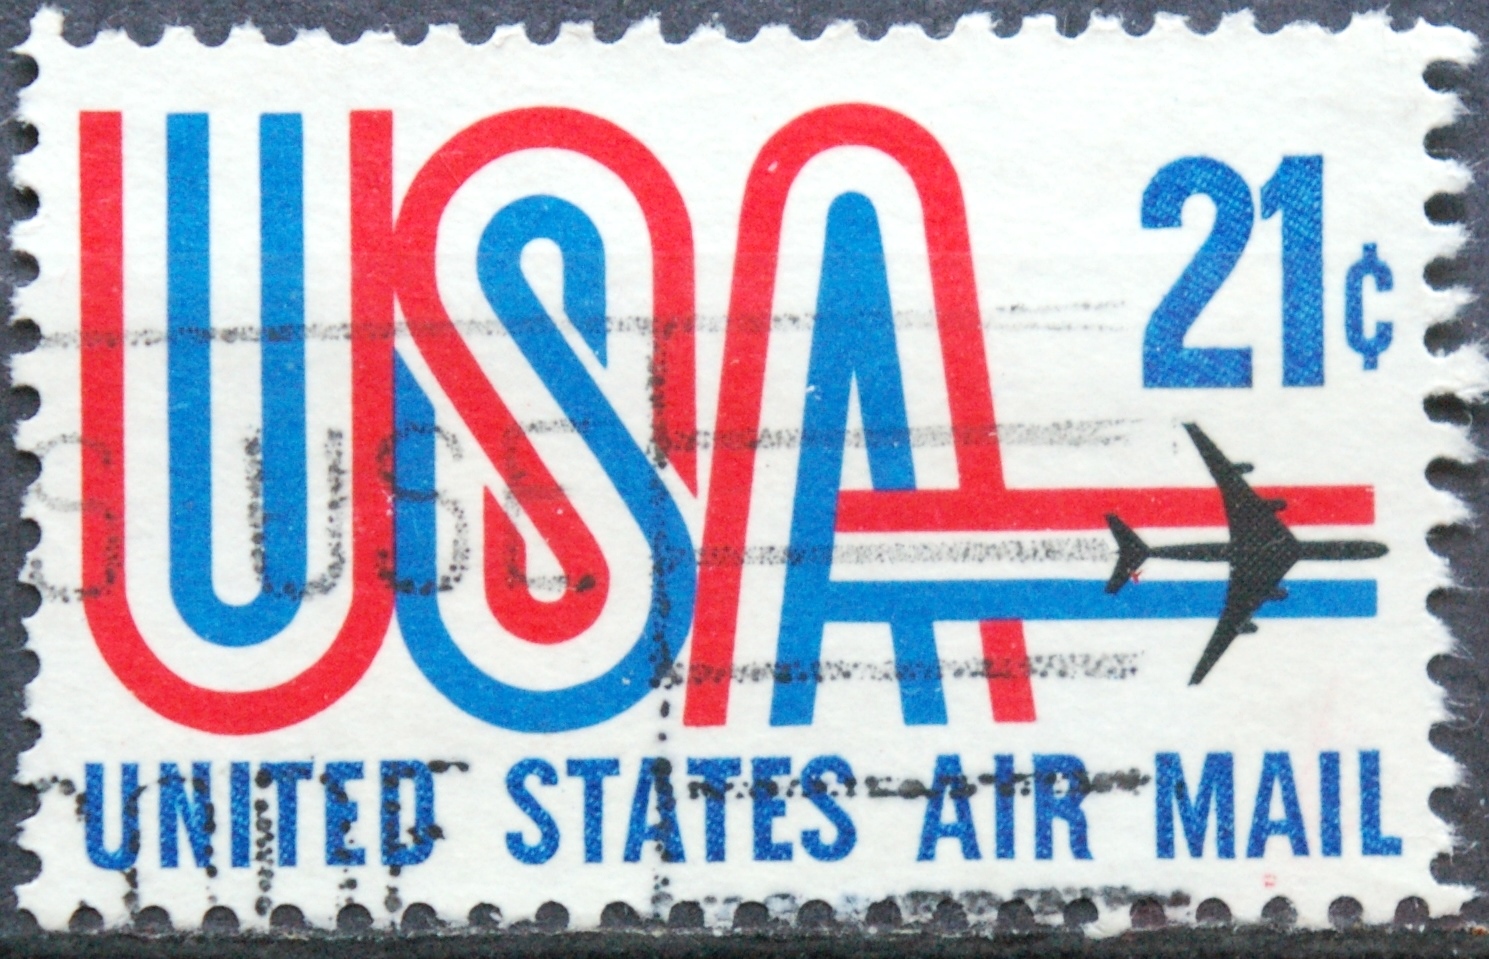 USA
21¢
UNITED STATES AIR MAIL